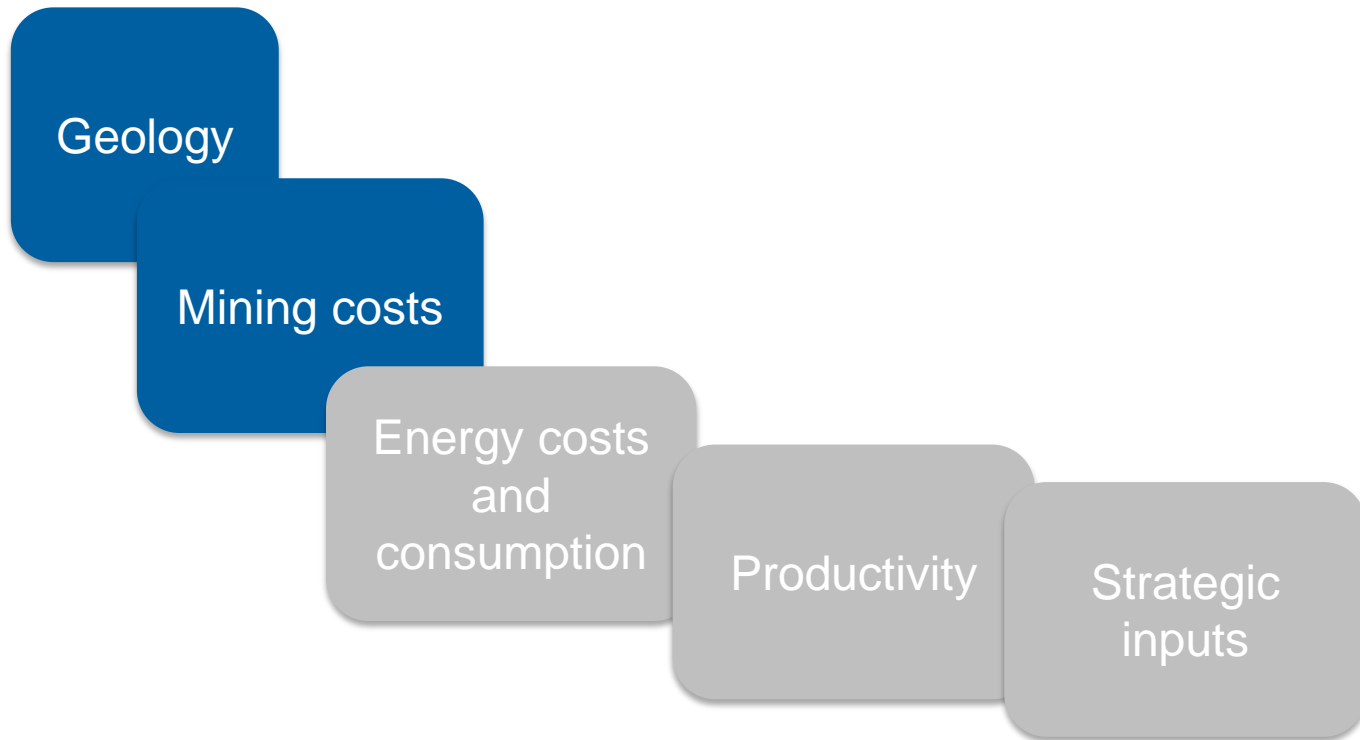 Geology
Mining costs
Energy costs
and
consumption
Productivity
Strategic
inputs